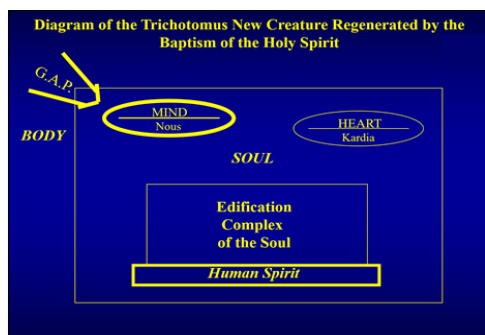 Diagram of the Trichotomus New Creature Regenerated by the
Baptism of the Holy Spirit
G.A.P.
MIND
Nous
HEART
Kardia
BODY
SOUL
Edification
Complex
of the Soul
Human Spirit